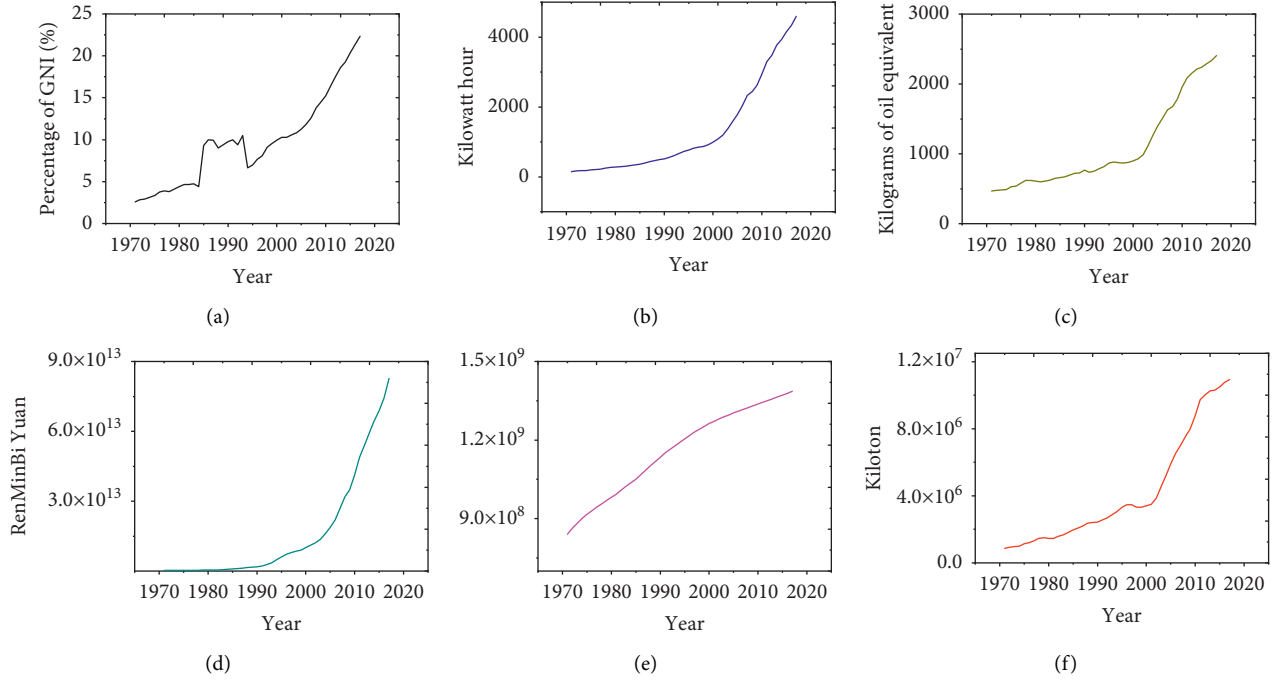 Percentage of GNI (%)
25
20
15
10
5
0
1970 1980 1990 2000 2010 2020
Year
(a)
Kilowatt hour
4000
2000
0
1970 1980 1990 2000 2010 2020
Year
(b)
Kilograms of oil equivalent
3000
2000
1000
0
1970 1980 1990 2000 2010 2020
Year
(c)
RenMinBi Yuan
9.0×10¹³
6.0×10¹³
3.0×10¹³
1970 1980 1990 2000 2010 2020
Year
(d)
1.5×10⁹
1.2×10⁹
9.0×10⁸
1970 1980 1990 2000 2010 2020
Year
(e)
Kiloton
1.2×10⁷
8.0×10⁶
4.0×10⁶
0.0
1970 1980 1990 2000 2010 2020
Year
(f)